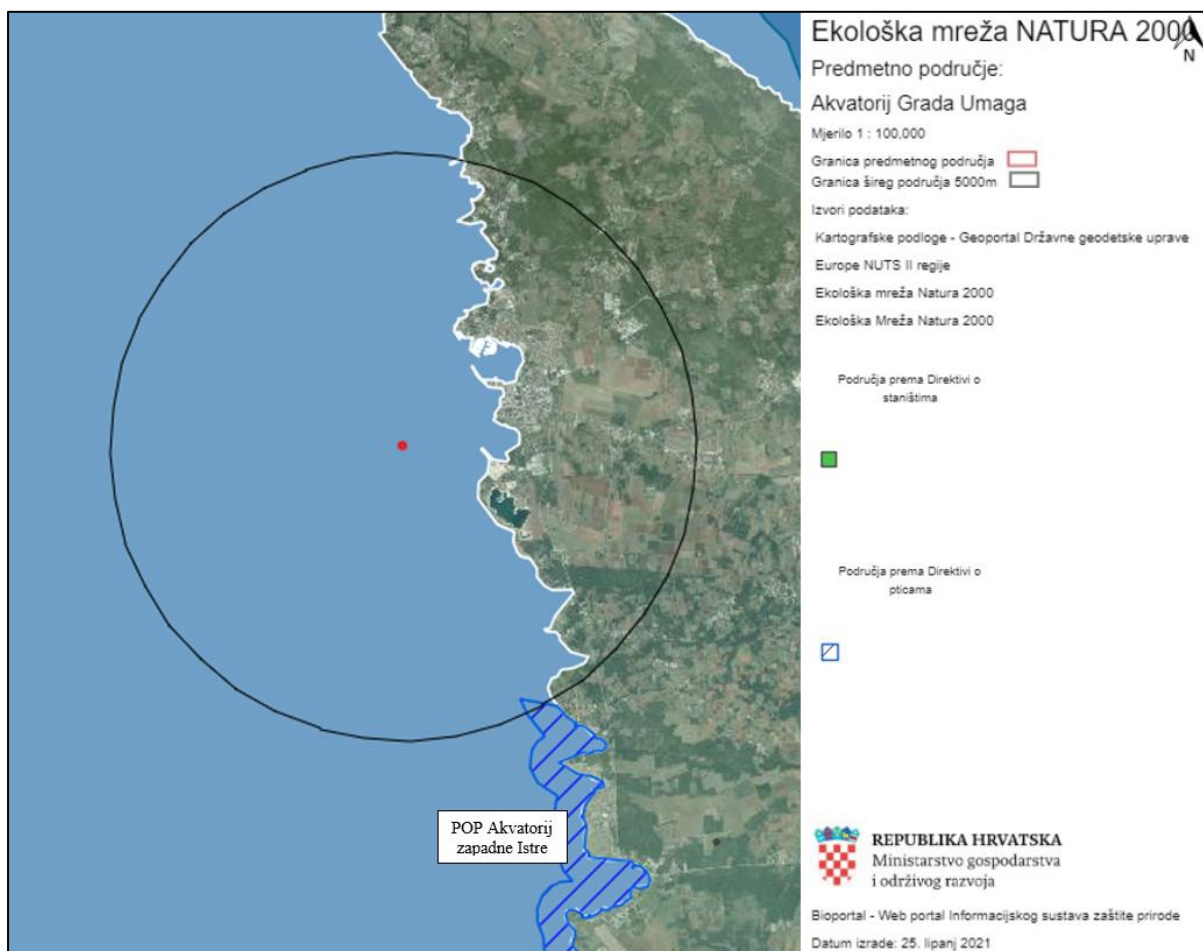 Ekološka mreža NATURA 2000
N
Predmetno područje:
Akvatorij Grada Umaga
Mjerilo 1 : 100,000
Granica predmetnog područja
Granica šireg područja 5000m
Izvori podataka:
Kartografske podloge - Geoportal Državne geodetske uprave
Europe NUTS II regije
Ekološka mreža Natura 2000
Ekološka Mreža Natura 2000
Područja prema Direktivi o
staništima
Područja prema Direktivi o
pticama
POP Akvatorij
zapadne Istre
REPUBLIKA HRVATSKA
Ministarstvo gospodarstva
i održivog razvoja
Bioportal - Web portal Informacijskog sustava zaštite prirode
Datum izrade: 25. lipanj 2021